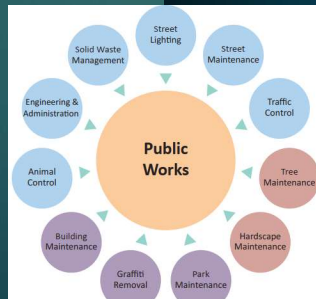 Street
Lighting
Street
Maintenance
Traffic
Control
Tree
Maintenance
Hardscape
Maintenance
Park
Maintenance
Graffiti
Removal
Building
Maintenance
Animal
Control
Engineering &
Administration
Solid Waste
Management
Public
Works